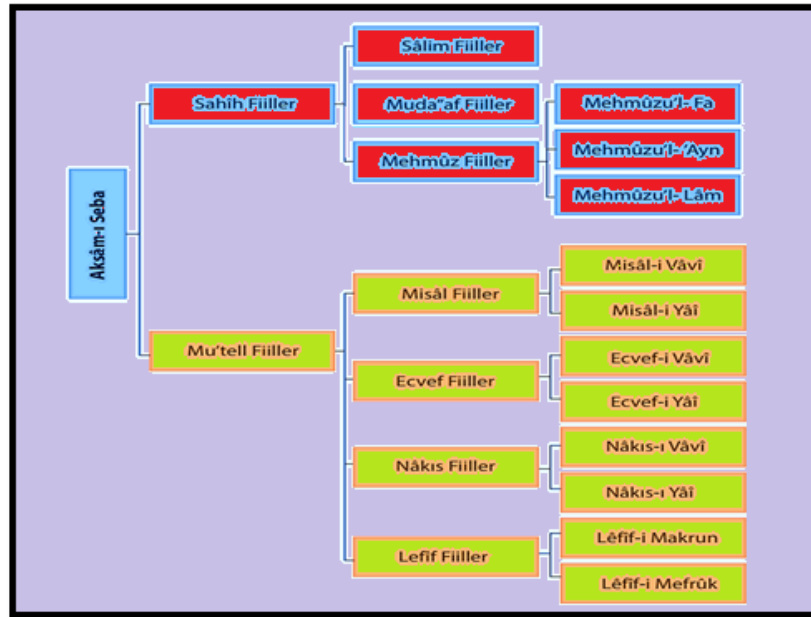 Aksâm-ı Seba
Sahîh Fiiller
Sâlim Fiiller
Muda"af Fiiller
Mehmûz Fiiller
Mehmûzu'l- Fa
Mehmûzu'l- 'Ayn
Mehmûzu'l- Lâm
Mu'tell Fiiller
Misâl Fiiller
Misâl-i Vâvî
Misâl-i Yâî
Ecvef Fiiller
Ecvef-i Vâvî
Ecvef-i Yâî
Nâkıs Fiiller
Nâkıs-ı Vâvî
Nâkıs-ı Yâî
Lefîf Fiiller
Lêfîf-i Makrun
Lêfîf-i Mefrûk